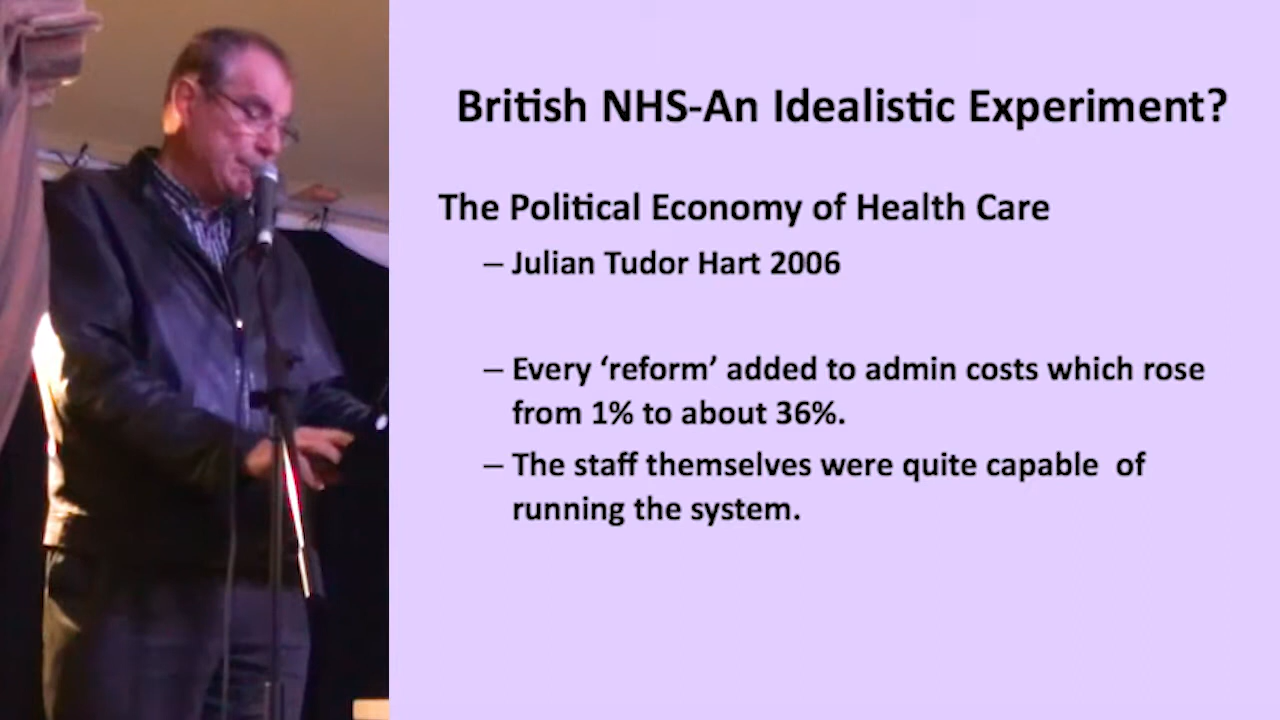 British NHS-An Idealistic Experiment?
The Political Economy of Health Care
– Julian Tudor Hart 2006
– Every ‘reform’ added to admin costs which rose
from 1% to about 36%.
– The staff themselves were quite capable  of
running the system.